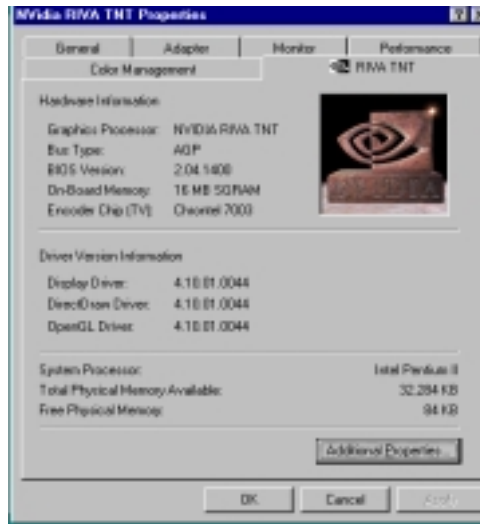 NVidia RIVA TNT Properties
General Adapter Monitor Performance
Color Management RIVA TNT
Hardware Information
Graphics Processor: NVIDIA RIVA TNT
Bus Type: AGP
BIOS Version: 2.04.1400
On-Board Memory: 16 MB SGRAM
Encoder Chip (TV): Chrontel 7003
NVIDIA
Driver Version Information
Display Driver: 4.10.01.0044
DirectDraw Driver: 4.10.01.0044
OpenGL Driver: 4.10.01.0044
System Processor: Intel Pentium II
Total Physical Memory Available: 32,284 KB
Free Physical Memory: 84 KB
Additional Properties...
OK Cancel Apply